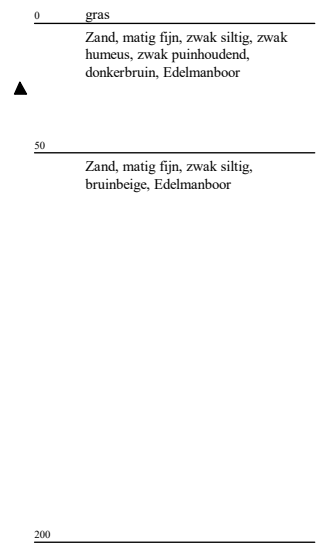 0 gras
Zand, matig fijn, zwak siltig, zwak
humeus, zwak puinhoudend,
donkerbruin, Edelmanboor
50
Zand, matig fijn, zwak siltig,
bruinbeige, Edelmanboor
200